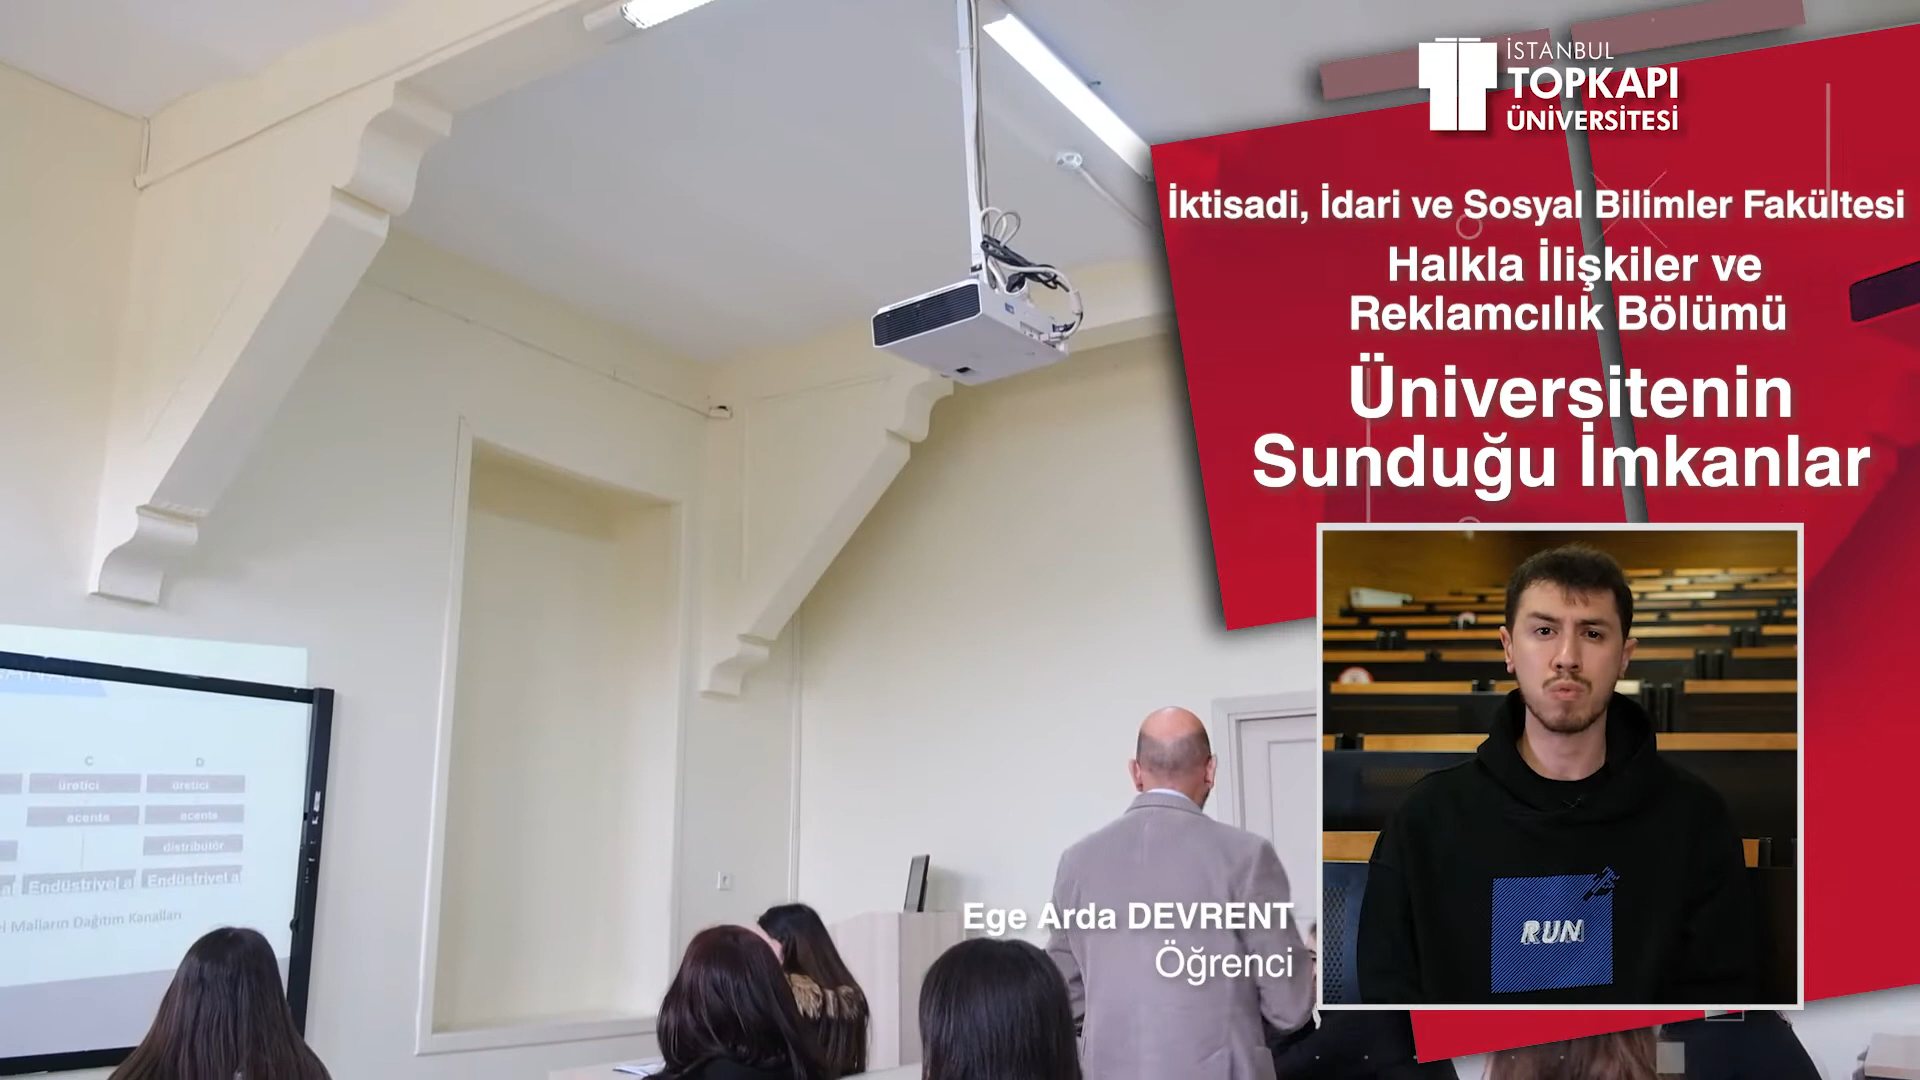 İSTANBUL
TOPKAPI
ÜNİVERSİTESİ
İktisadi, İdari ve Sosyal Bilimler Fakültesi
Halkla İlişkiler ve
Reklamcılık Bölümü
Üniversitenin
Sunduğu İmkanlar
C D
üretici üretici
acenta acenta
distribütör
Endüstriyel a Endüstriyel a
Malların Dağıtım Kanalları
Ege Arda DEVRENT
Öğrenci
RUN